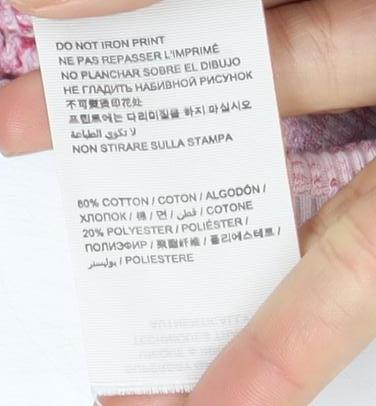 DO NOT IRON PRINT
NE PAS REPASSER L'IMPRIMÉ
NO PLANCHAR SOBRE EL DIBUJO
НЕ ГЛАДИТЬ НАБИВНОЙ РИСУНОК
不可熨烫印花处
프린트에는 다리미질을 하지 마십시오
لا تكوي الطباعة
NON STIRARE SULLA STAMPA
80% COTTON / COTON / ALGODÓN /
ХЛОПОК / 棉 / 면 / قطن / COTONE
20% POLYESTER / POLIÉSTER /
ПОЛИЭФИР / 聚酯纤维 / 폴리에스테르 /
بوليستر / POLIESTERE